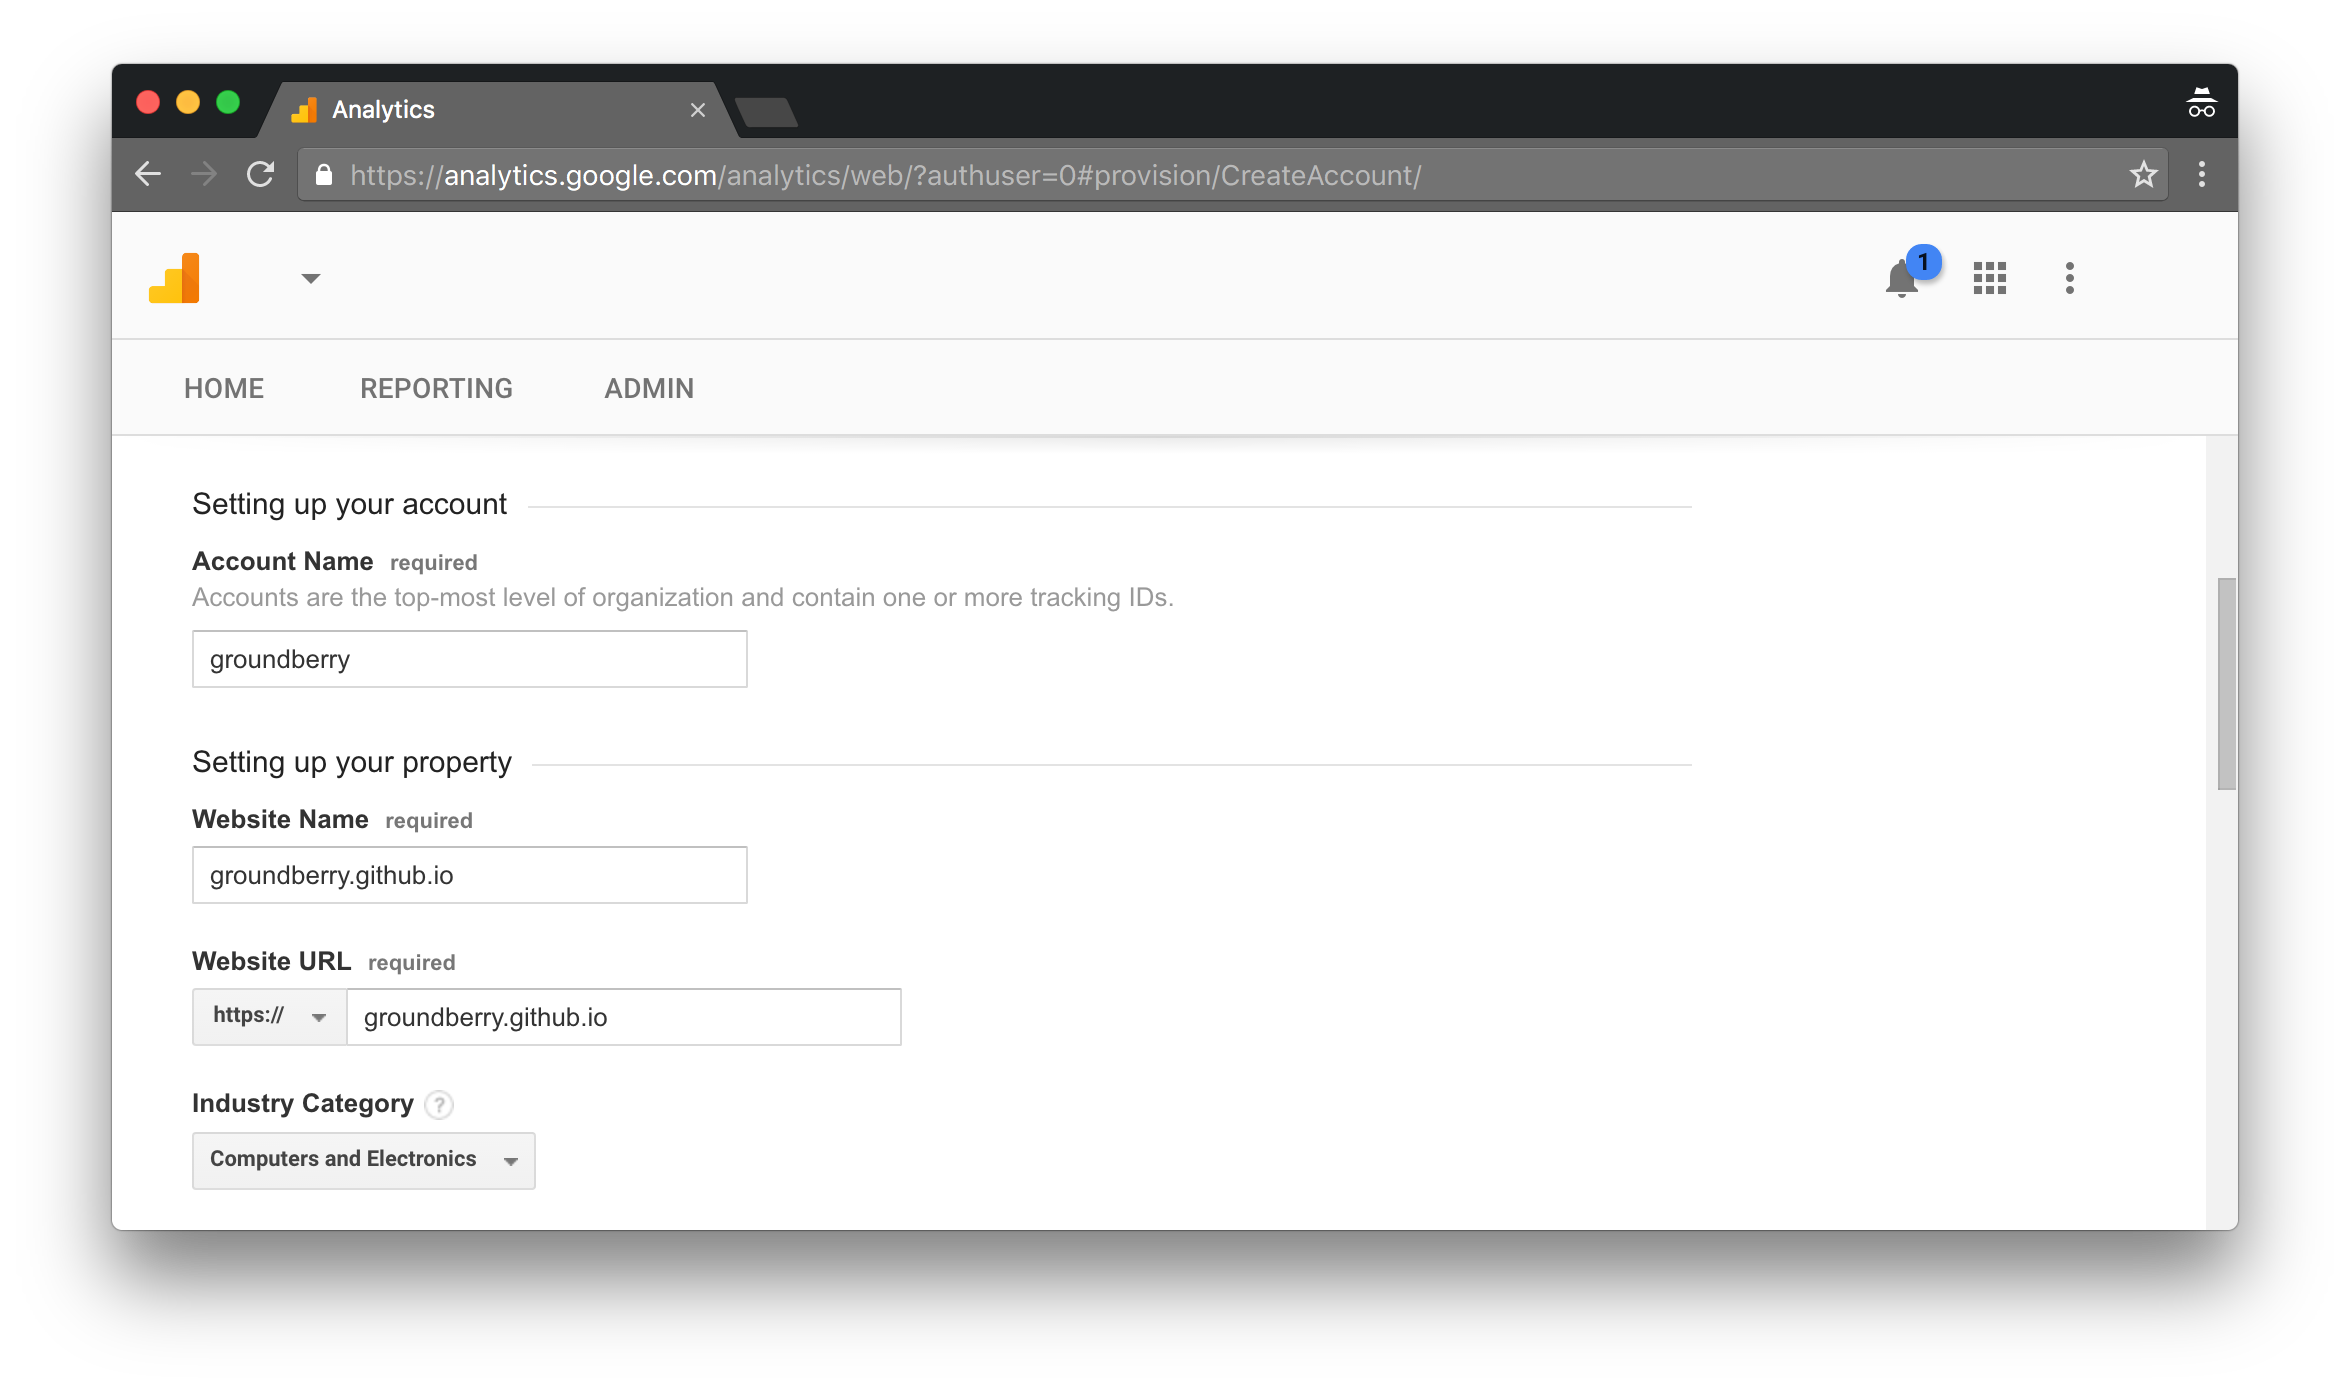 Analytics
https://analytics.google.com/analytics/web/?authuser=0#provision/CreateAccount/
1
HOME REPORTING ADMIN
Setting up your account
Account Name required
Accounts are the top-most level of organization and contain one or more tracking IDs.
groundberry
Setting up your property
Website Name required
groundberry.github.io
Website URL required
https:// groundberry.github.io
Industry Category ?
Computers and Electronics